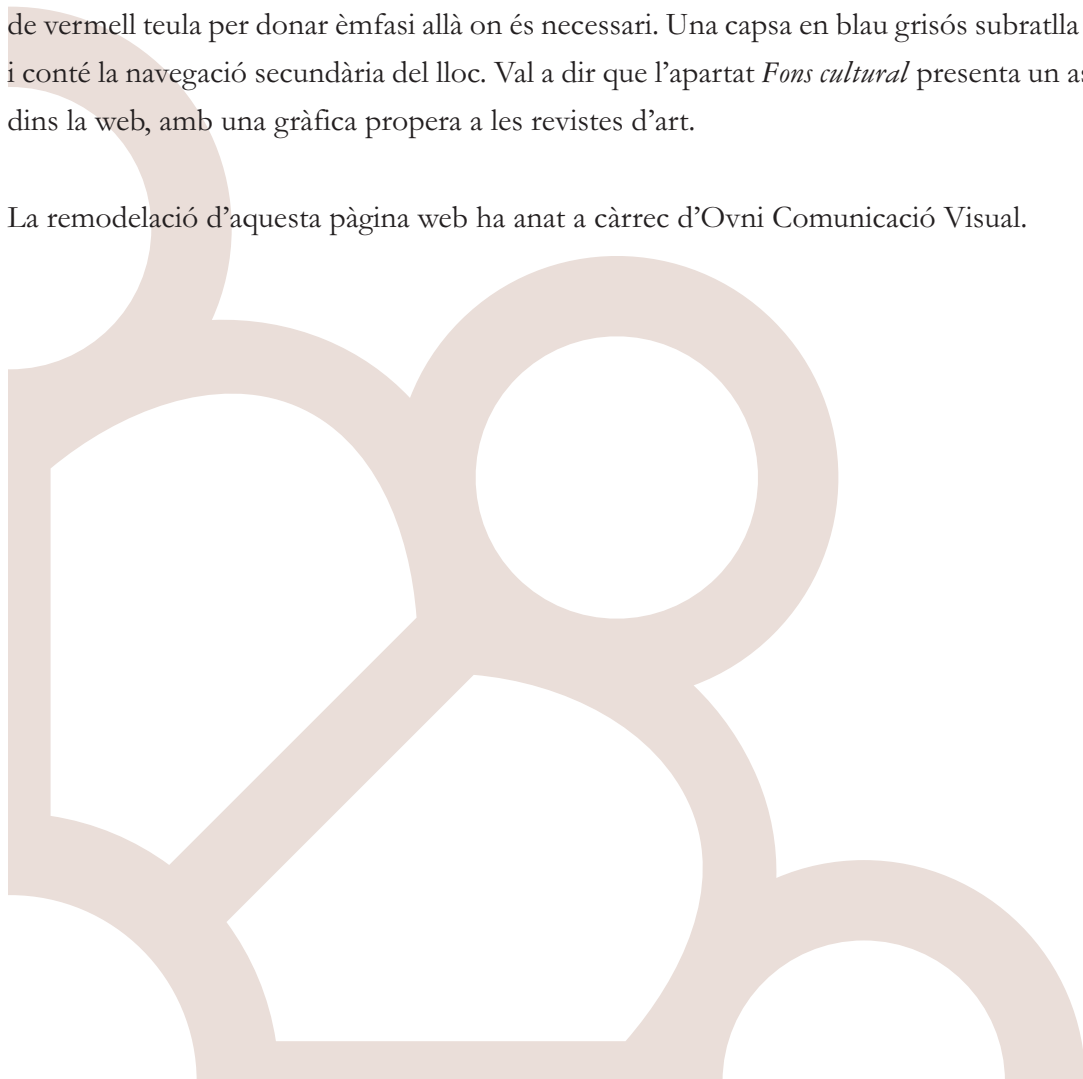 de vermell teula per donar èmfasi allà on és necessari. Una capsa en blau grisós subratlla
i conté la navegació secundària del lloc. Val a dir que l’apartat Fons cultural presenta un
dins la web, amb una gràfica propera a les revistes d’art.
La remodelació d’aquesta pàgina web ha anat a càrrec d’Ovni Comunicació Visual.